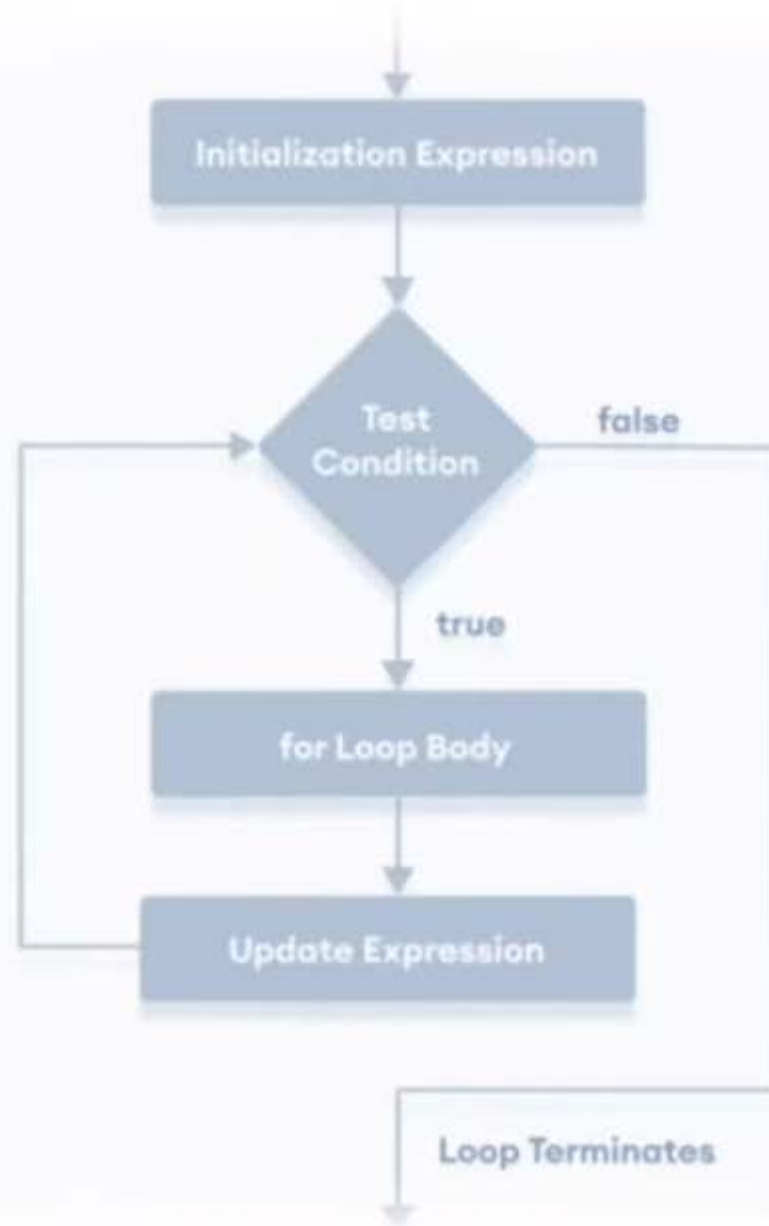 Initialization Expression
Test
Condition
false
true
for Loop Body
Update Expression
Loop Terminates